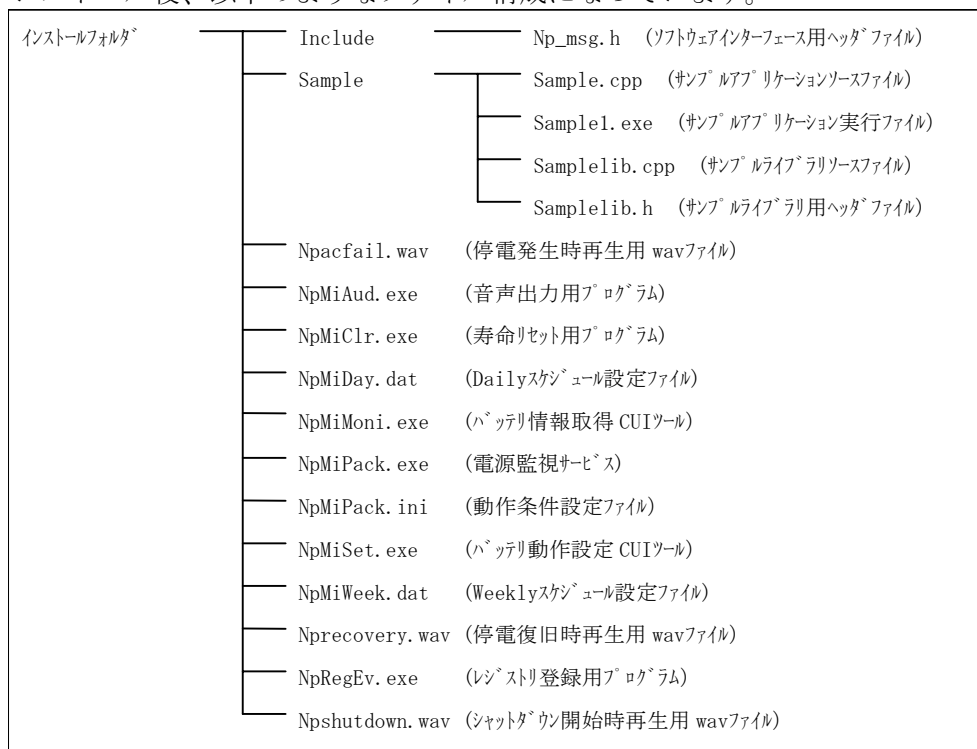 ｲﾝｽﾄｰﾙﾌｫﾙﾀﾞ Include Np_msg.h (ｿﾌﾄｳｪｱｲﾝﾀｰﾌｪｰｽ用ﾍｯﾀﾞﾌｧｲﾙ)
Sample Sample.cpp (ｻﾝﾌﾟﾙｱﾌﾟﾘｹｰｼｮﾝｿｰｽﾌｧｲﾙ)
Sample1.exe (ｻﾝﾌﾟﾙｱﾌﾟﾘｹｰｼｮﾝ実行ﾌｧｲﾙ)
Samplelib.cpp (ｻﾝﾌﾟﾙﾗｲﾌﾞﾗﾘｿｰｽﾌｧｲﾙ)
Samplelib.h (ｻﾝﾌﾟﾙﾗｲﾌﾞﾗﾘ用ﾍｯﾀﾞﾌｧｲﾙ)
Npacfail.wav (停電発生時再生用 wavﾌｧｲﾙ)
NpMiAud.exe (音声出力用ﾌﾟﾛｸﾞﾗﾑ)
NpMiClr.exe (寿命ﾘｾｯﾄ用ﾌﾟﾛｸﾞﾗﾑ)
NpMiDay.dat (Dailyｽｹｼﾞｭｰﾙ設定ﾌｧｲﾙ)
NpMiMoni.exe (ﾊﾞｯﾃﾘ情報取得 CUIﾂｰﾙ)
NpMiPack.exe (電源監視ｻｰﾋﾞｽ)
NpMiPack.ini (動作条件設定ﾌｧｲﾙ)
NpMiSet.exe (ﾊﾞｯﾃﾘ動作設定 CUIﾂｰﾙ)
NpMiWeek.dat (Weeklyｽｹｼﾞｭｰﾙ設定ﾌｧｲﾙ)
Nprecovery.wav (停電復旧時再生用 wavﾌｧｲﾙ)
NpRegEv.exe (ﾚｼﾞｽﾄﾘ登録用ﾌﾟﾛｸﾞﾗﾑ)
Npshutdown.wav (ｼｬｯﾄﾀﾞｳﾝ開始時再生用 wavﾌｧｲﾙ)